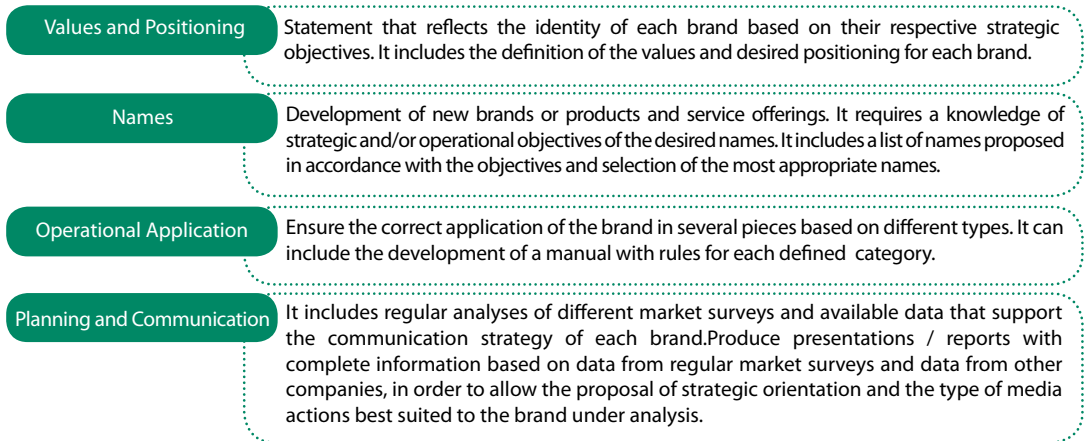 Values and Positioning
Statement that reflects the identity of each brand based on their respective strategic
objectives. It includes the definition of the values and desired positioning for each brand.
Names
Development of new brands or products and service offerings. It requires a knowledge of
strategic and/or operational objectives of the desired names. It includes a list of names proposed
in accordance with the objectives and selection of the most appropriate names.
Operational Application
Ensure the correct application of the brand in several pieces based on different types. It can
include the development of a manual with rules for each defined category.
Planning and Communication
It includes regular analyses of different market surveys and available data that support
the communication strategy of each brand.Produce presentations / reports with
complete information based on data from regular market surveys and data from other
companies, in order to allow the proposal of strategic orientation and the type of media
actions best suited to the brand under analysis.